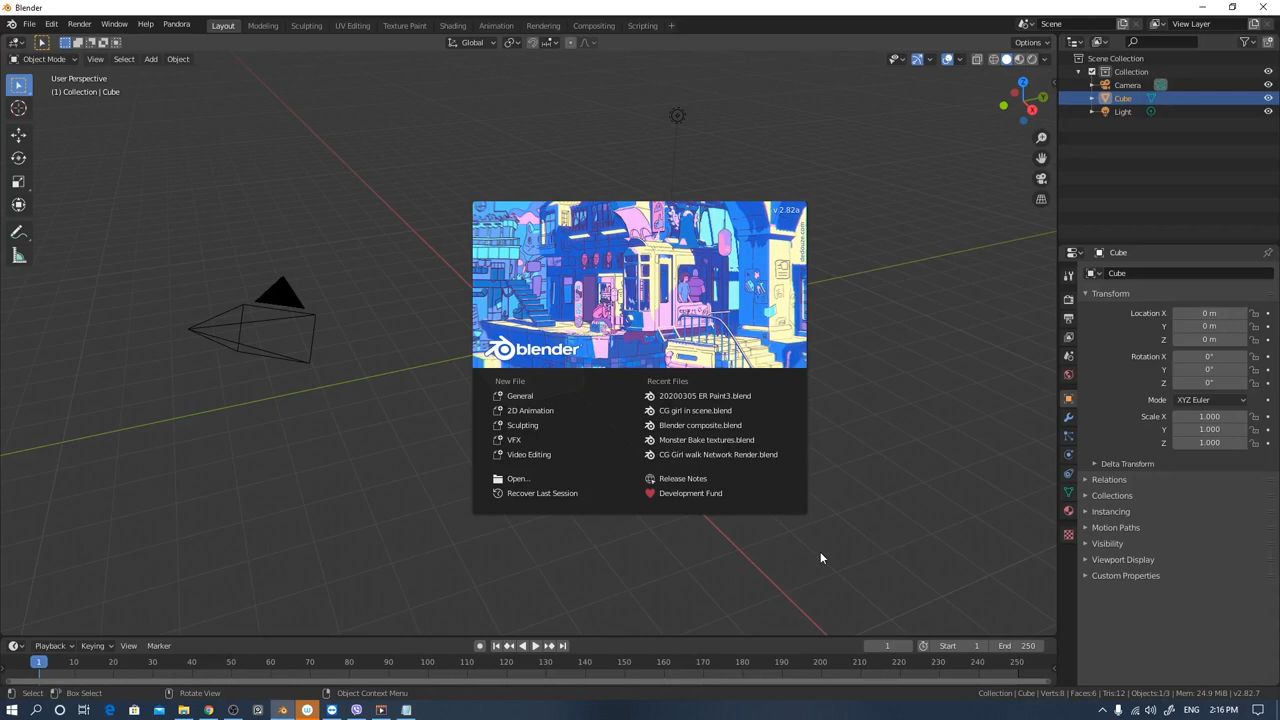 Blender
File Edit Render Window Help Pandora
Layout Modeling Sculpting UV Editing Texture Paint Shading Animation Rendering Compositing Scripting +
Scene
View Layer
Global
Options
Object Mode View Select Add Object
User Perspective
(1) Collection | Cube
Z
Y
X
Scene Collection
Collection
Camera
Cube
Light
v 2.82a
dedouze.com
blender
New File
General
2D Animation
Sculpting
VFX
Video Editing
Open...
Recover Last Session
Recent Files
20200305 ER Paint3.blend
CG girl in scene.blend
Blender composite.blend
Monster Bake textures.blend
CG Girl walk Network Render.blend
Release Notes
Development Fund
Cube
Cube
Transform
Location X 0 m
Y 0 m
Z 0 m
Rotation X 0°
Y 0°
Z 0°
Mode XYZ Euler
Scale X 1.000
Y 1.000
Z 1.000
Delta Transform
Relations
Collections
Instancing
Motion Paths
Visibility
Viewport Display
Custom Properties
Playback Keying View Marker
1
Start 1
End 250
1 10 20 30 40 50 60 70 80 90 100 110 120 130 140 150 160 170 180 190 200 210 220 230 240 250
Select Box Select Rotate View Object Context Menu
Collection | Cube | Verts:8 | Faces:6 | Tris:12 | Objects:1/3 | Mem: 24.9 MiB | v2.82.7
2:16 PM